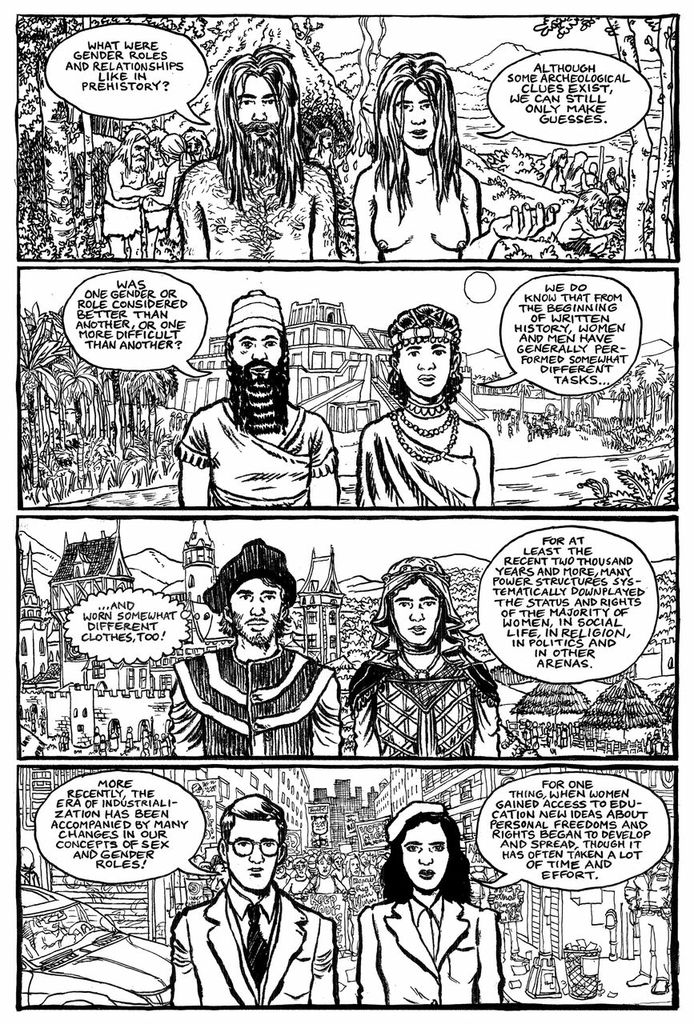 WHAT WERE
GENDER ROLES
AND RELATIONSHIPS
LIKE IN
PREHISTORY?
ALTHOUGH
SOME ARCHEOLOGICAL
CLUES EXIST,
WE CAN STILL
ONLY MAKE
GUESSES.
WAS
ONE GENDER OR
ROLE CONSIDERED
BETTER THAN
ANOTHER, OR ONE
MORE DIFFICULT
THAN ANOTHER?
WE DO
KNOW THAT FROM
THE BEGINNING
OF WRITTEN
HISTORY, WOMEN
AND MEN HAVE
GENERALLY PER-
FORMED SOMEWHAT
DIFFERENT
TASKS...
...AND
WORN SOMEWHAT
DIFFERENT
CLOTHES, TOO!
FOR AT
LEAST THE
RECENT TWO THOUSAND
YEARS AND MORE, MANY
POWER STRUCTURES SYS-
TEMATICALLY DOWNPLAYED
THE STATUS AND RIGHTS
OF THE MAJORITY OF
WOMEN, IN SOCIAL
LIFE, IN RELIGION,
IN POLITICS AND
IN OTHER
ARENAS.
MORE
RECENTLY, THE
ERA OF INDUSTRIALI-
ZATION HAS BEEN
ACCOMPANIED BY MANY
CHANGES IN OUR
CONCEPTS OF SEX
AND GENDER
ROLES!
FOR ONE
THING, WHEN WOMEN
GAINED ACCESS TO EDU-
CATION NEW IDEAS ABOUT
PERSONAL FREEDOMS AND
RIGHTS BEGAN TO DEVELOP
AND SPREAD, THOUGH IT
HAS OFTEN TAKEN A LOT
OF TIME AND
EFFORT.